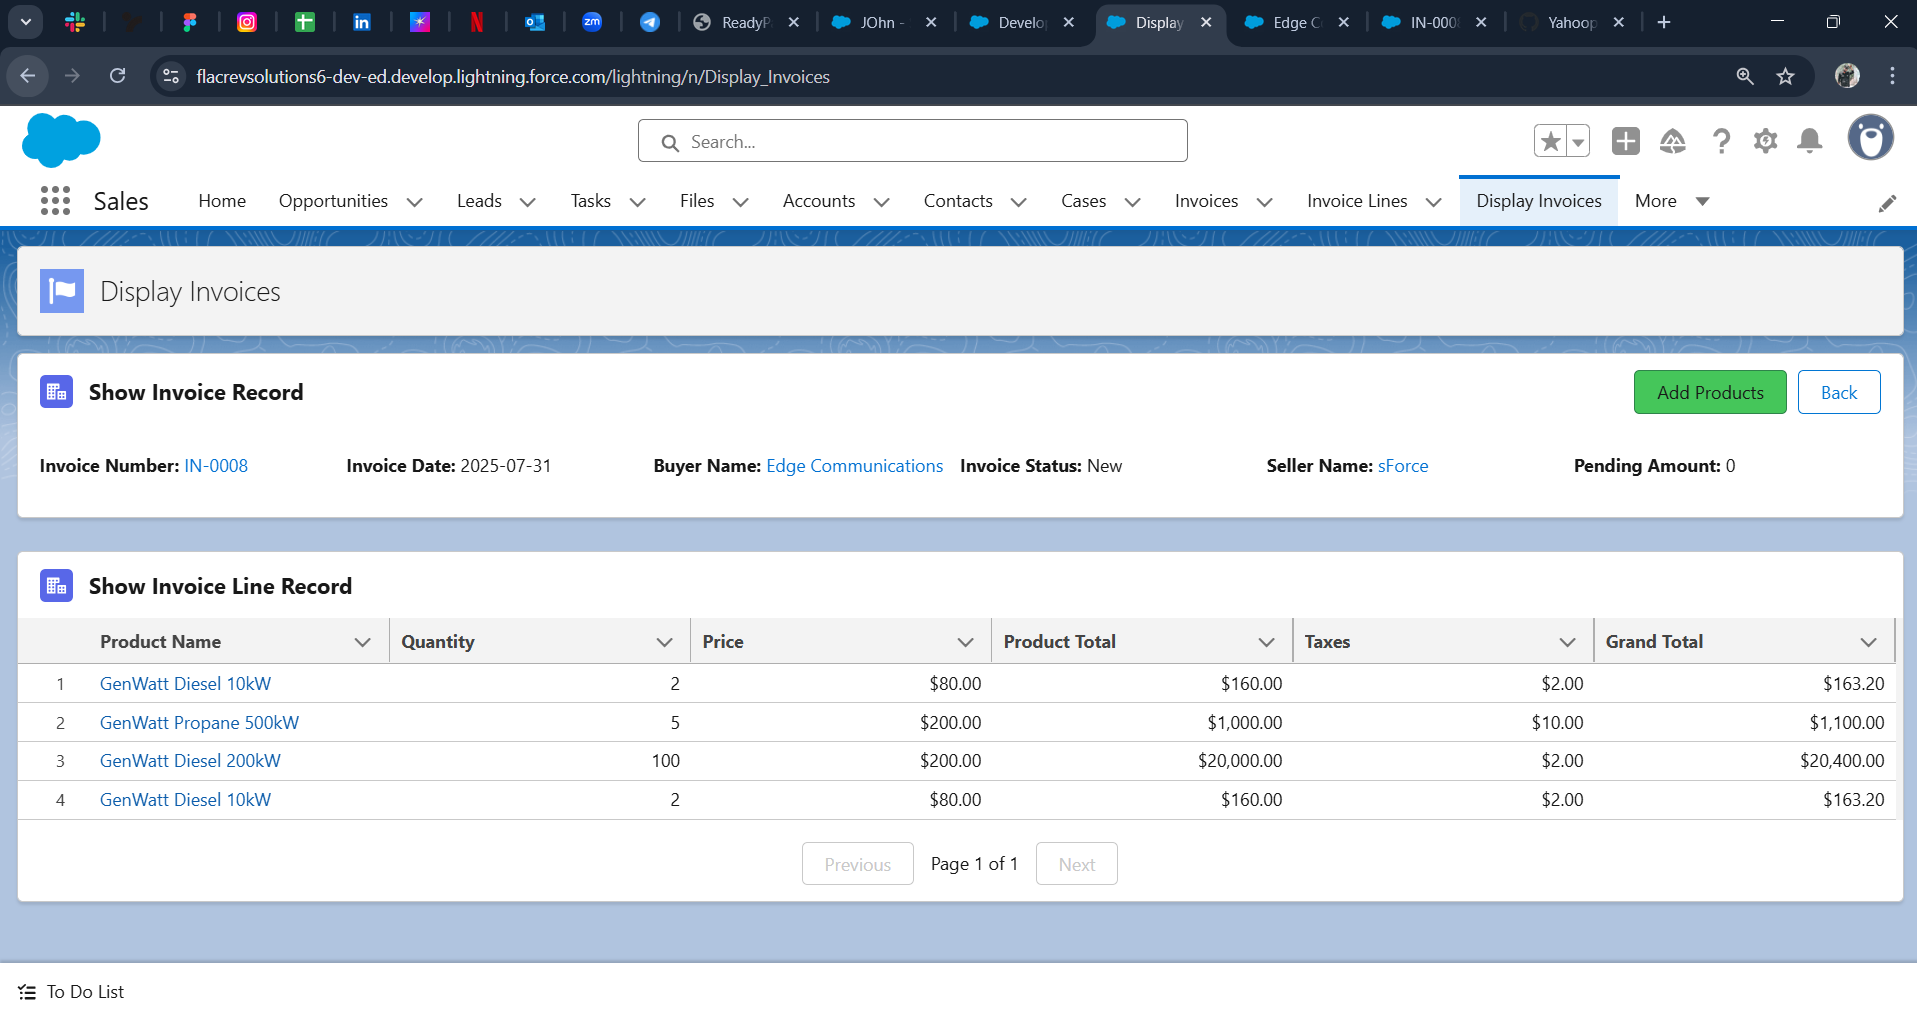 ReadyP
JOhn -
Develo
Display
Edge C
IN-000
Yahoop
flacrevsolutions6-dev-ed.develop.lightning.force.com/lightning/n/Display_Invoices
Search...
Sales
Home
Opportunities
Leads
Tasks
Files
Accounts
Contacts
Cases
Invoices
Invoice Lines
Display Invoices
More
Display Invoices
Show Invoice Record
Add Products
Back
Invoice Number: IN-0008
Invoice Date: 2025-07-31
Buyer Name: Edge Communications
Invoice Status: New
Seller Name: sForce
Pending Amount: 0
Show Invoice Line Record
Product Name Quantity Price Product Total Taxes Grand Total
1 GenWatt Diesel 10kW 2 $80.00 $160.00 $2.00 $163.20
2 GenWatt Propane 500kW 5 $200.00 $1,000.00 $10.00 $1,100.00
3 GenWatt Diesel 200kW 100 $200.00 $20,000.00 $2.00 $20,400.00
4 GenWatt Diesel 10kW 2 $80.00 $160.00 $2.00 $163.20
Previous
Page 1 of 1
Next
To Do List